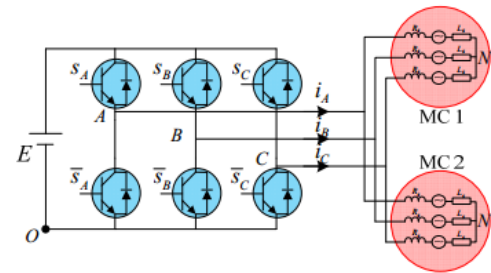 s_A s_B s_C
A
i_A
B
i_B
C
i_C
E
s̅_A s̅_B s̅_C
O
N
MC 1
MC 2
N